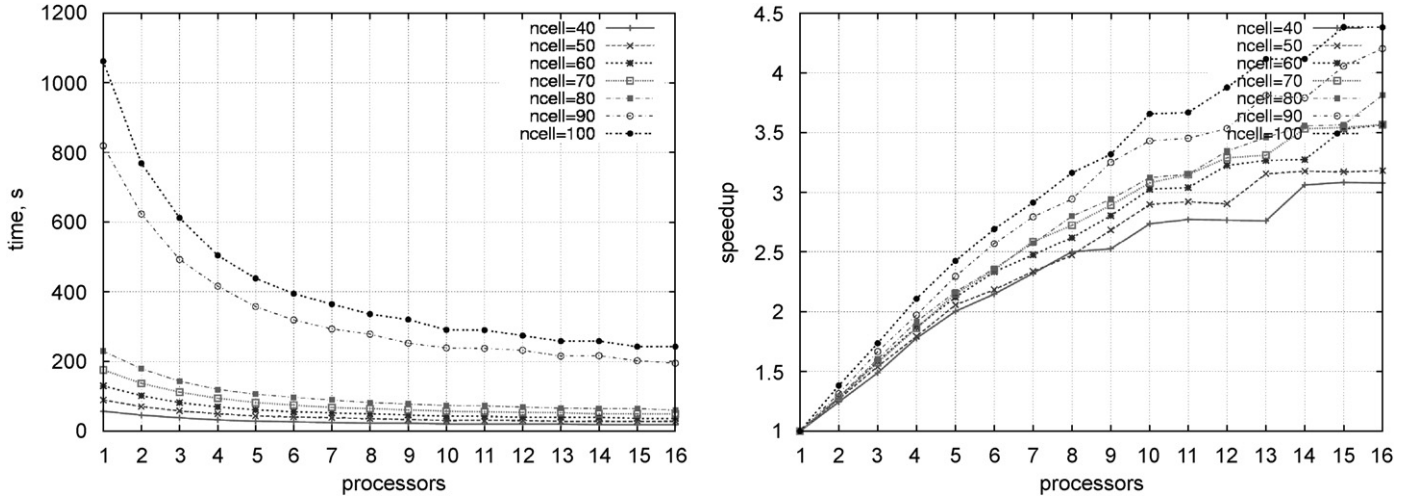 1200
1000
800
600
400
200
0
time, s
ncell=40
ncell=50
ncell=60
ncell=70
ncell=80
ncell=90
ncell=100
1 2 3 4 5 6 7 8 9 10 11 12 13 14 15 16
processors
4.5
4
3.5
3
2.5
2
1.5
1
speedup
ncell=40
ncell=50
ncell=60
ncell=70
ncell=80
ncell=90
ncell=100
1 2 3 4 5 6 7 8 9 10 11 12 13 14 15 16
processors